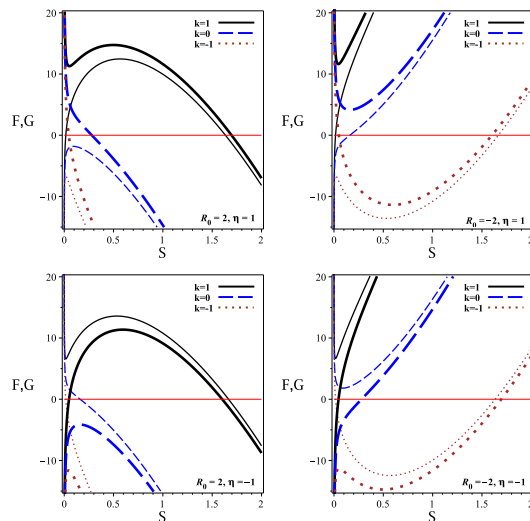 20
10
0
−10
F,G
k=1
k=0
k=-1
R0 = 2, η = 1
0
0.5
1
1.5
2
S
20
10
0
−10
F,G
k=1
k=0
k=-1
R0 =−2, η = 1
0
0.5
1
1.5
2
S
20
10
0
−10
F,G
k=1
k=0
k=-1
R0 = 2, η =−1
0
0.5
1
1.5
2
S
20
10
0
−10
F,G
k=1
k=0
k=-1
R0 =−2, η =−1
0
0.5
1
1.5
2
S